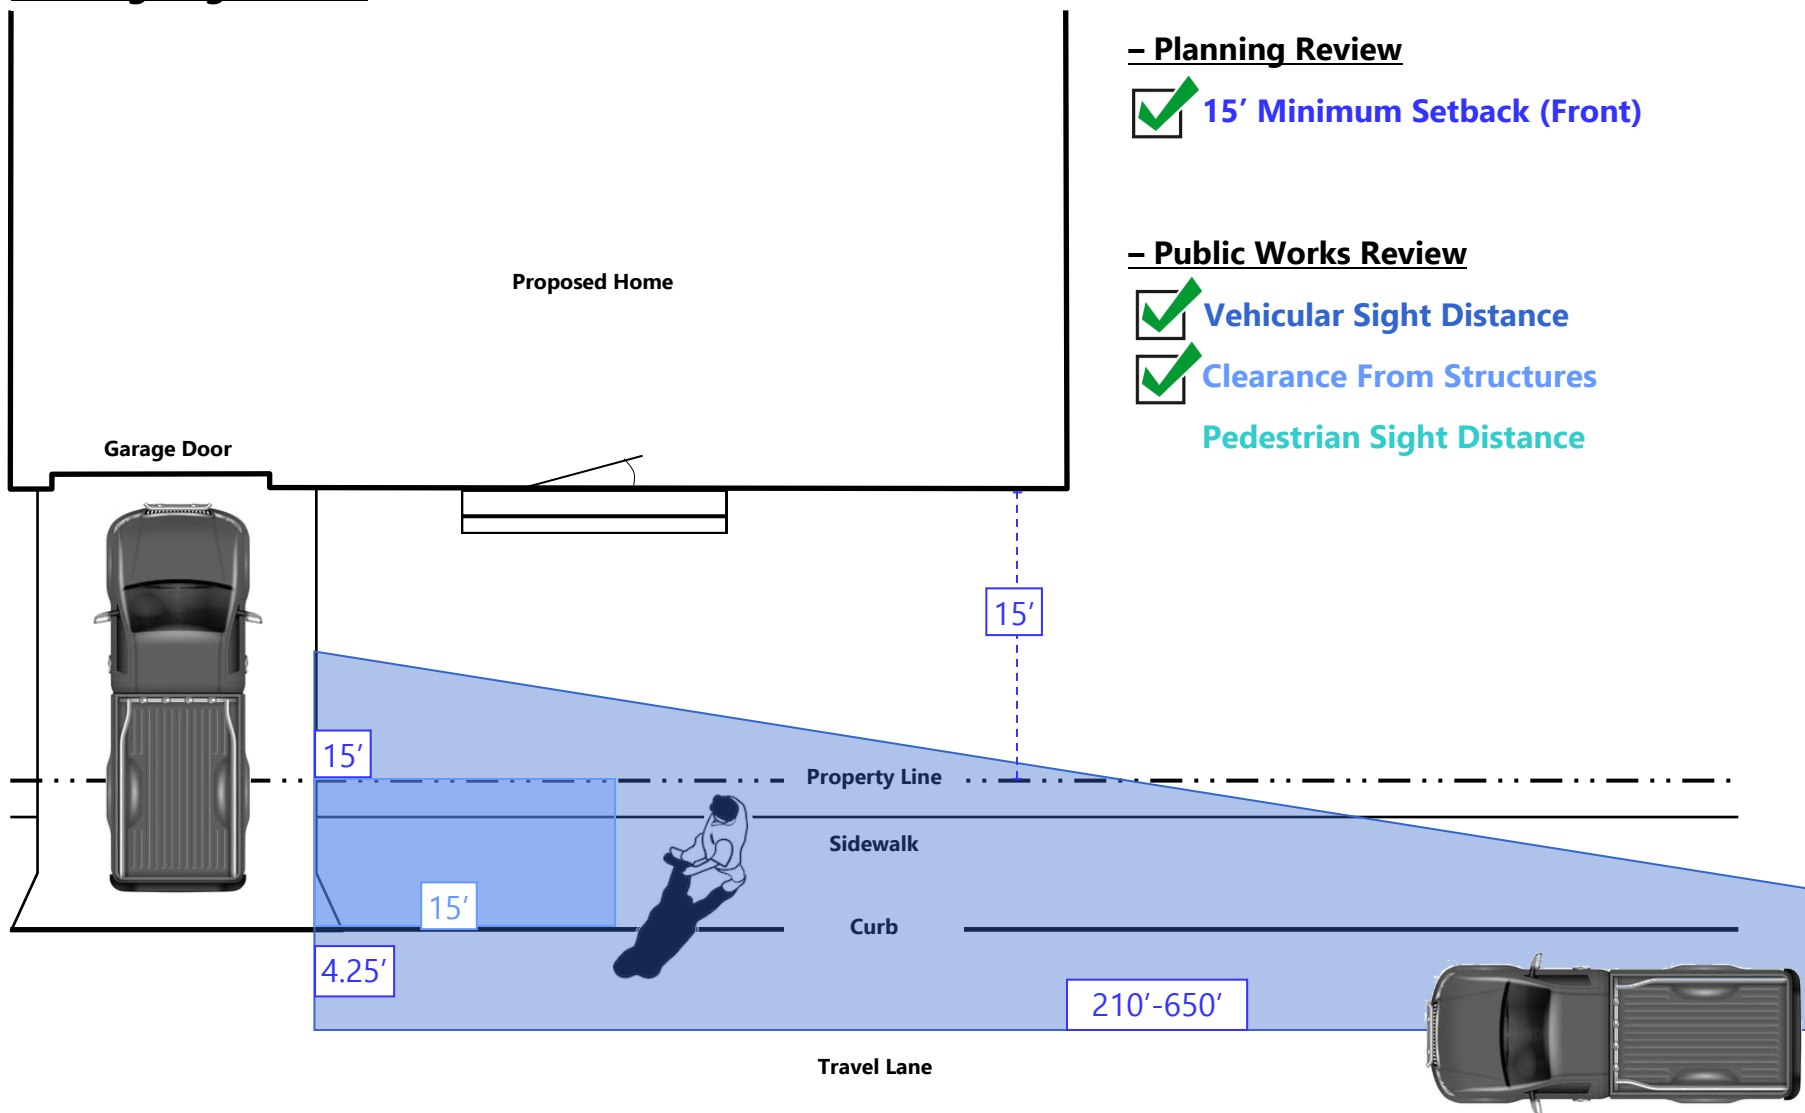 – Planning Review
15’ Minimum Setback (Front)
– Public Works Review
Proposed Home
Vehicular Sight Distance
Clearance From Structures
Pedestrian Sight Distance
Garage Door
15’
15’
Property Line
Sidewalk
15’
Curb
4.25’
210’-650’
Travel Lane